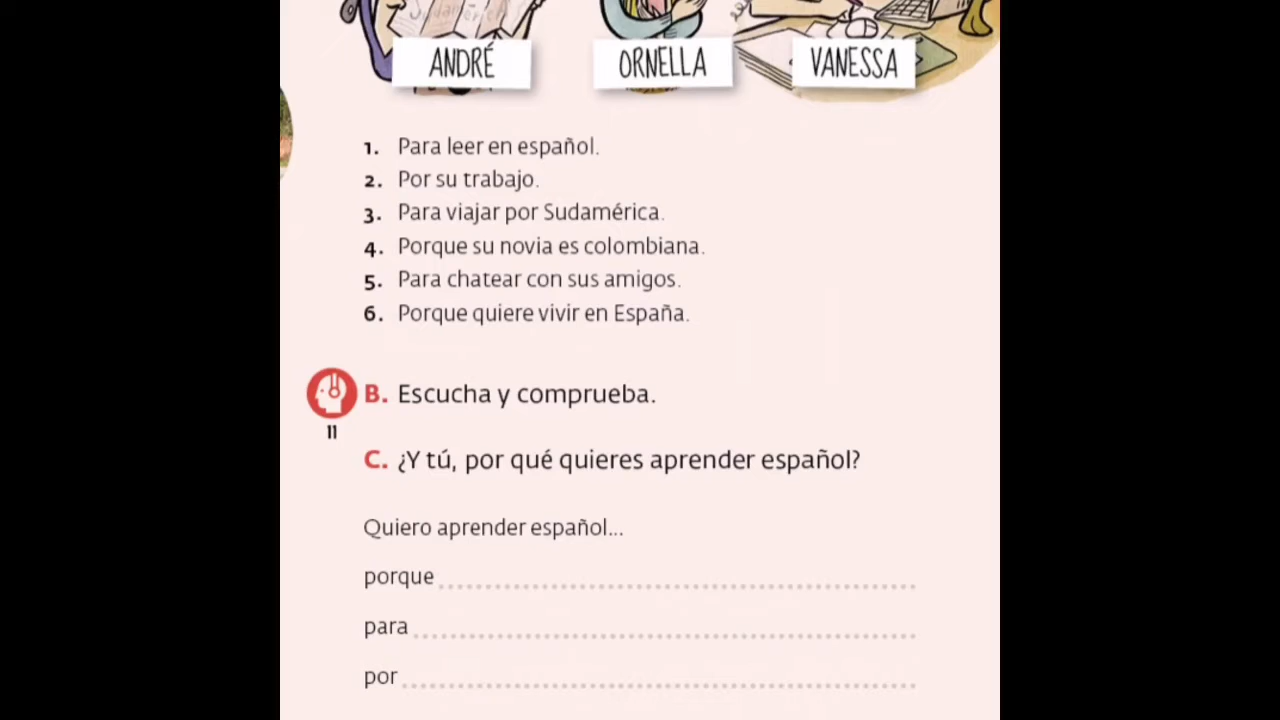 ANDRÉ
ORNELLA
VANESSA
1. Para leer en español.
2. Por su trabajo.
3. Para viajar por Sudamérica.
4. Porque su novia es colombiana.
5. Para chatear con sus amigos.
6. Porque quiere vivir en España.
B. Escucha y comprueba.
11
C. ¿Y tú, por qué quieres aprender español?
Quiero aprender español...
porque
para
por